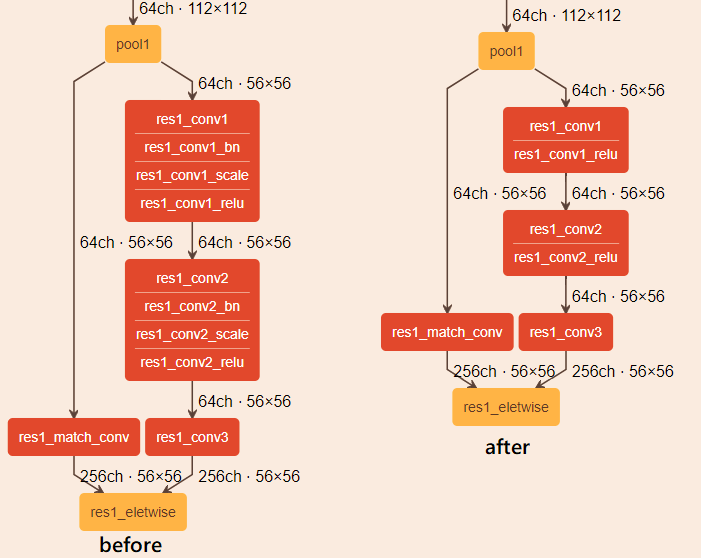 64ch · 112×112
pool1
64ch · 56×56
res1_conv1
res1_conv1_bn
res1_conv1_scale
res1_conv1_relu
64ch · 56×56
64ch · 56×56
res1_conv2
res1_conv2_bn
res1_conv2_scale
res1_conv2_relu
64ch · 56×56
res1_match_conv
res1_conv3
256ch · 56×56
256ch · 56×56
res1_eletwise
before
64ch · 112×112
pool1
64ch · 56×56
res1_conv1
res1_conv1_relu
64ch · 56×56
64ch · 56×56
res1_conv2
res1_conv2_relu
64ch · 56×56
res1_match_conv
res1_conv3
256ch · 56×56
256ch · 56×56
res1_eletwise
after